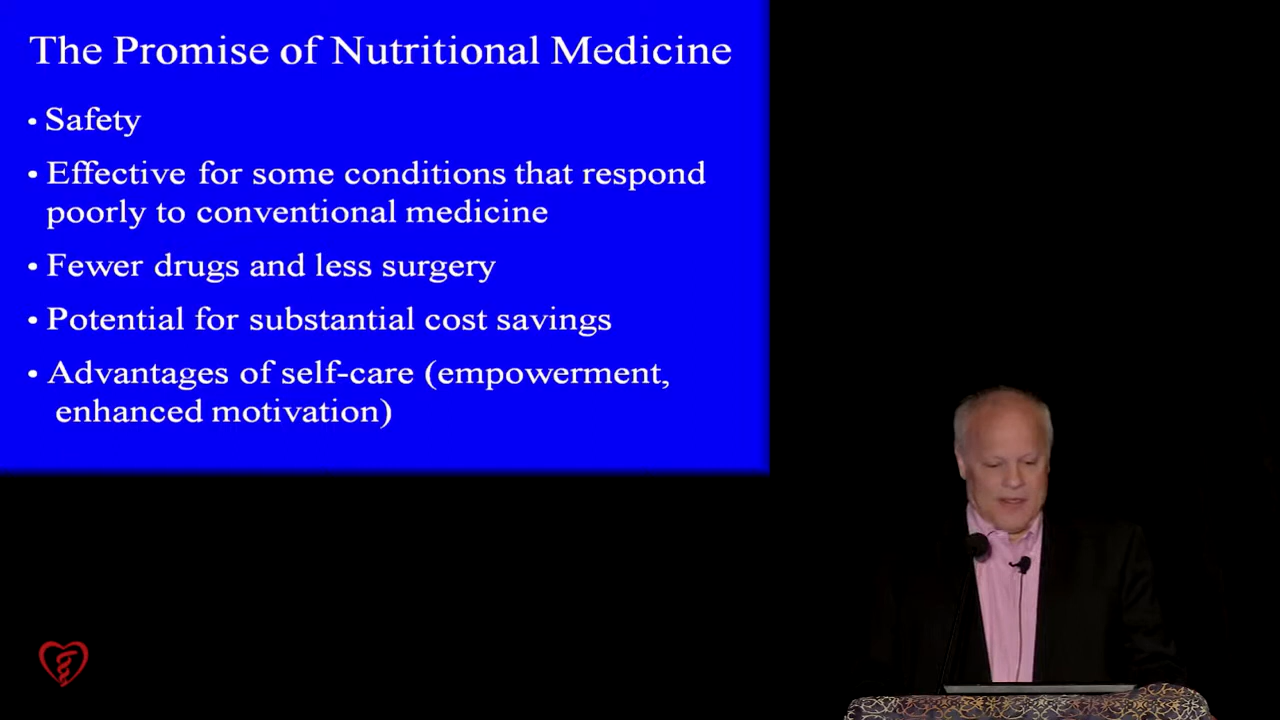 The Promise of Nutritional Medicine
• Safety
• Effective for some conditions that respond
poorly to conventional medicine
• Fewer drugs and less surgery
• Potential for substantial cost savings
• Advantages of self-care (empowerment,
enhanced motivation)